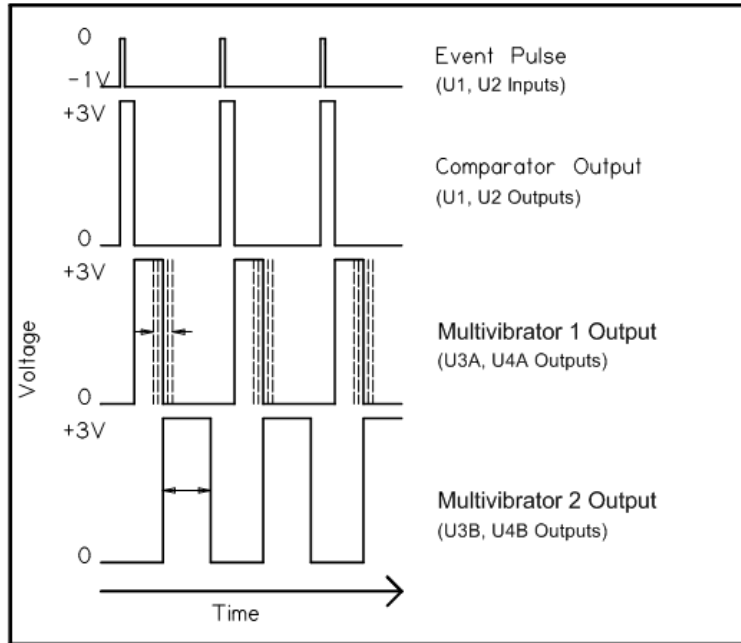 0
-1V
Event Pulse
(U1, U2 Inputs)
+3V
0
Comparator Output
(U1, U2 Outputs)
+3V
0
Multivibrator 1 Output
(U3A, U4A Outputs)
+3V
0
Multivibrator 2 Output
(U3B, U4B Outputs)
Voltage
Time